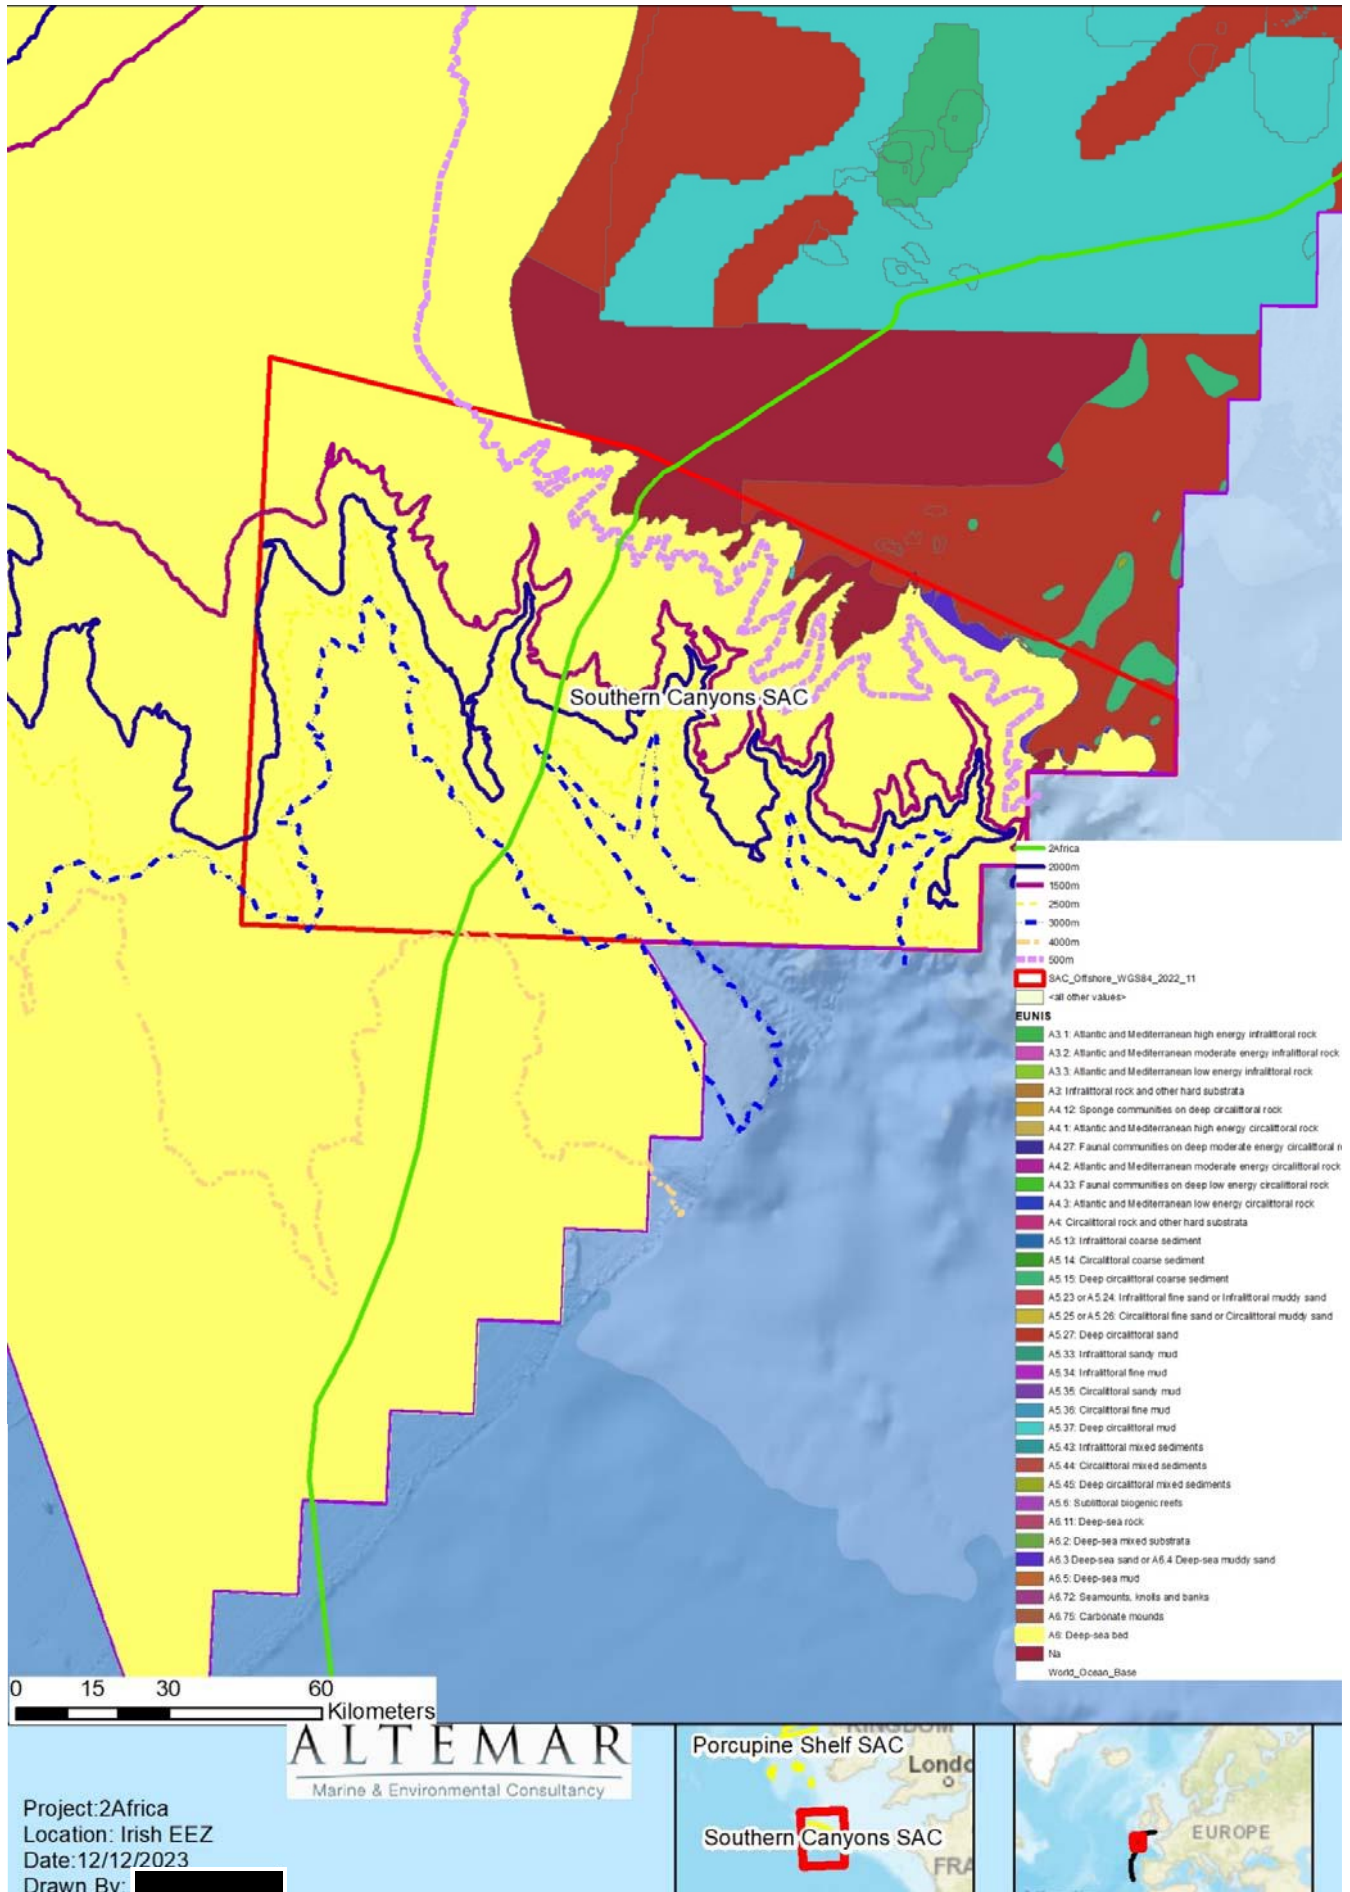 Southern Canyons SAC
2Africa
2000m
1500m
2500m
3000m
4000m
500m
SAC_Offshore_WGS84_2022_11
<all other values>
EUNIS
A3.1: Atlantic and Mediterranean high energy infralittoral rock
A3.2: Atlantic and Mediterranean moderate energy infralittoral rock
A3.3: Atlantic and Mediterranean low energy infralittoral rock
A3: Infralittoral rock and other hard substrata
A4.12: Sponge communities on deep circalittoral rock
A4.1: Atlantic and Mediterranean high energy circalittoral rock
A4.27: Faunal communities on deep moderate energy circalittoral r
A4.2: Atlantic and Mediterranean moderate energy circalittoral rock
A4.33: Faunal communities on deep low energy circalittoral rock
A4.3: Atlantic and Mediterranean low energy circalittoral rock
A4: Circalittoral rock and other hard substrata
A5.13: Infralittoral coarse sediment
A5.14: Circalittoral coarse sediment
A5.15: Deep circalittoral coarse sediment
A5.23 or A5.24: Infralittoral fine sand or Infralittoral muddy sand
A5.25 or A5.26: Circalittoral fine sand or Circalittoral muddy sand
A5.27: Deep circalittoral sand
A5.33: Infralittoral sandy mud
A5.34: Infralittoral fine mud
A5.35: Circalittoral sandy mud
A5.36: Circalittoral fine mud
A5.37: Deep circalittoral mud
A5.43: Infralittoral mixed sediments
A5.44: Circalittoral mixed sediments
A5.45: Deep circalittoral mixed sediments
A5.6: Sublittoral biogenic reefs
A6.11: Deep-sea rock
A6.2: Deep-sea mixed substrata
A6.3 Deep-sea sand or A6.4 Deep-sea muddy sand
A6.5: Deep-sea mud
A6.72: Seamounts, knolls and banks
A6.75: Carbonate mounds
A6: Deep-sea bed
Na
World_Ocean_Base
0 15 30 60
Kilometers
ALTEMAR
Marine & Environmental Consultancy
Project:2Africa
Location: Irish EEZ
Date:12/12/2023
Drawn By:
KINGDOM
Porcupine Shelf SAC
Londo
Southern Canyons SAC
FRA
EUROPE